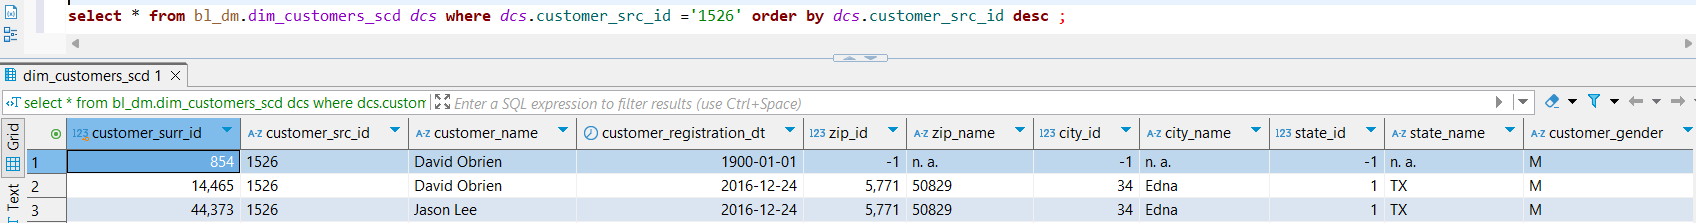 select * from bl_dm.dim_customers_scd dcs where dcs.customer_src_id ='1526' order by dcs.customer_src_id desc ;
dim_customers_scd 1
select * from bl_dm.dim_customers_scd dcs where dcs.custom Enter a SQL expression to filter results (use Ctrl+Space)
Grid
Text
123 customer_surr_id A-Z customer_src_id A-Z customer_name customer_registration_dt 123 zip_id A-Z zip_name 123 city_id A-Z city_name 123 state_id A-Z state_name A-Z customer_gender
1 854 1526 David Obrien 1900-01-01 -1 n. a. -1 n. a. -1 n. a. M
2 14,465 1526 David Obrien 2016-12-24 5,771 50829 34 Edna 1 TX M
3 44,373 1526 Jason Lee 2016-12-24 5,771 50829 34 Edna 1 TX M